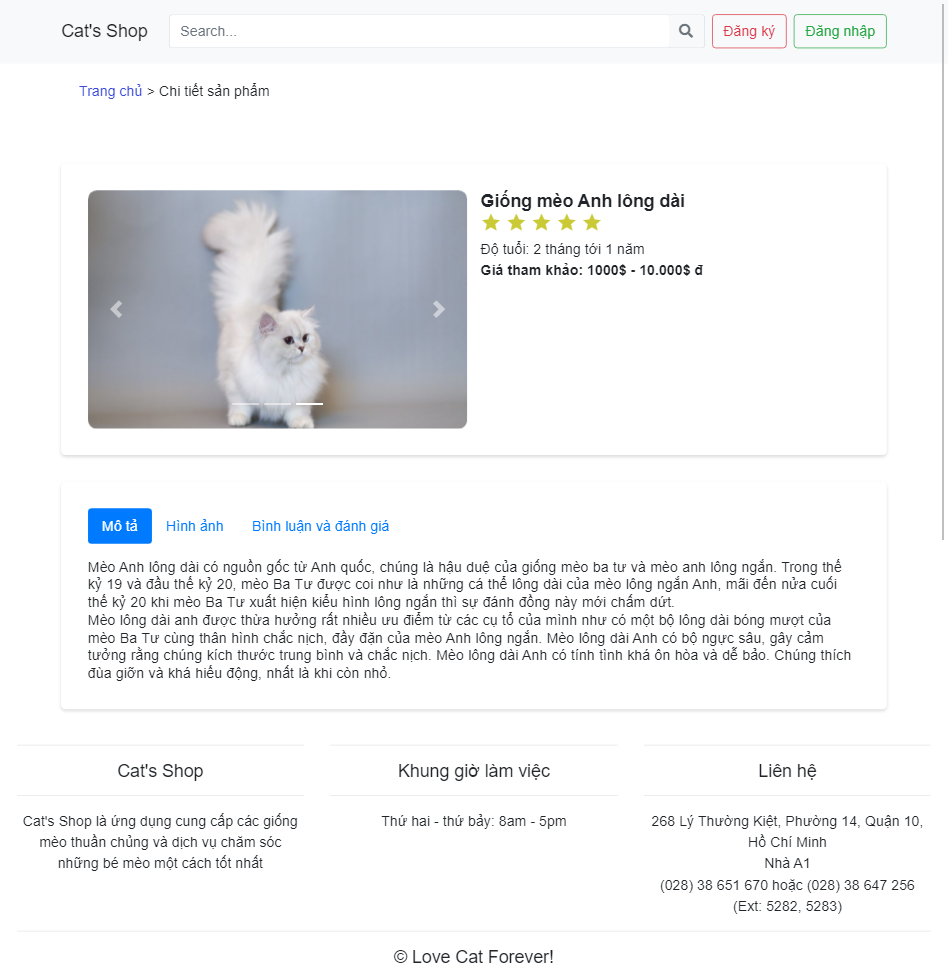 Cat's Shop
Search...
Đăng ký
Đăng nhập
Trang chủ > Chi tiết sản phẩm
Giống mèo Anh lông dài
Độ tuổi: 2 tháng tới 1 năm
Giá tham khảo: 1000$ - 10.000$ đ
Mô tả
Hình ảnh
Bình luận và đánh giá
Mèo Anh lông dài có nguồn gốc từ Anh quốc, chúng là hậu duệ của giống mèo ba tư và mèo anh lông ngắn. Trong thế
kỷ 19 và đầu thế kỷ 20, mèo Ba Tư được coi như là những cá thể lông dài của mèo lông ngắn Anh, mãi đến nửa cuối
thế kỷ 20 khi mèo Ba Tư xuất hiện kiểu hình lông ngắn thì sự đánh đồng này mới chấm dứt.
Mèo lông dài anh được thừa hưởng rất nhiều ưu điểm từ các cụ tổ của mình như có một bộ lông dài bóng mượt của
mèo Ba Tư cùng thân hình chắc nịch, đầy đặn của mèo Anh lông ngắn. Mèo lông dài Anh có bộ ngực sâu, gây cảm
tưởng rằng chúng kích thước trung bình và chắc nịch. Mèo lông dài Anh có tính tình khá ôn hòa và dễ bảo. Chúng thích
đùa giỡn và khá hiếu động, nhất là khi còn nhỏ.
Cat's Shop
Cat's Shop là ứng dụng cung cấp các giống
mèo thuần chủng và dịch vụ chăm sóc
những bé mèo một cách tốt nhất
Khung giờ làm việc
Thứ hai - thứ bảy: 8am - 5pm
Liên hệ
268 Lý Thường Kiệt, Phường 14, Quận 10,
Hồ Chí Minh
Nhà A1
(028) 38 651 670 hoặc (028) 38 647 256
(Ext: 5282, 5283)
© Love Cat Forever!